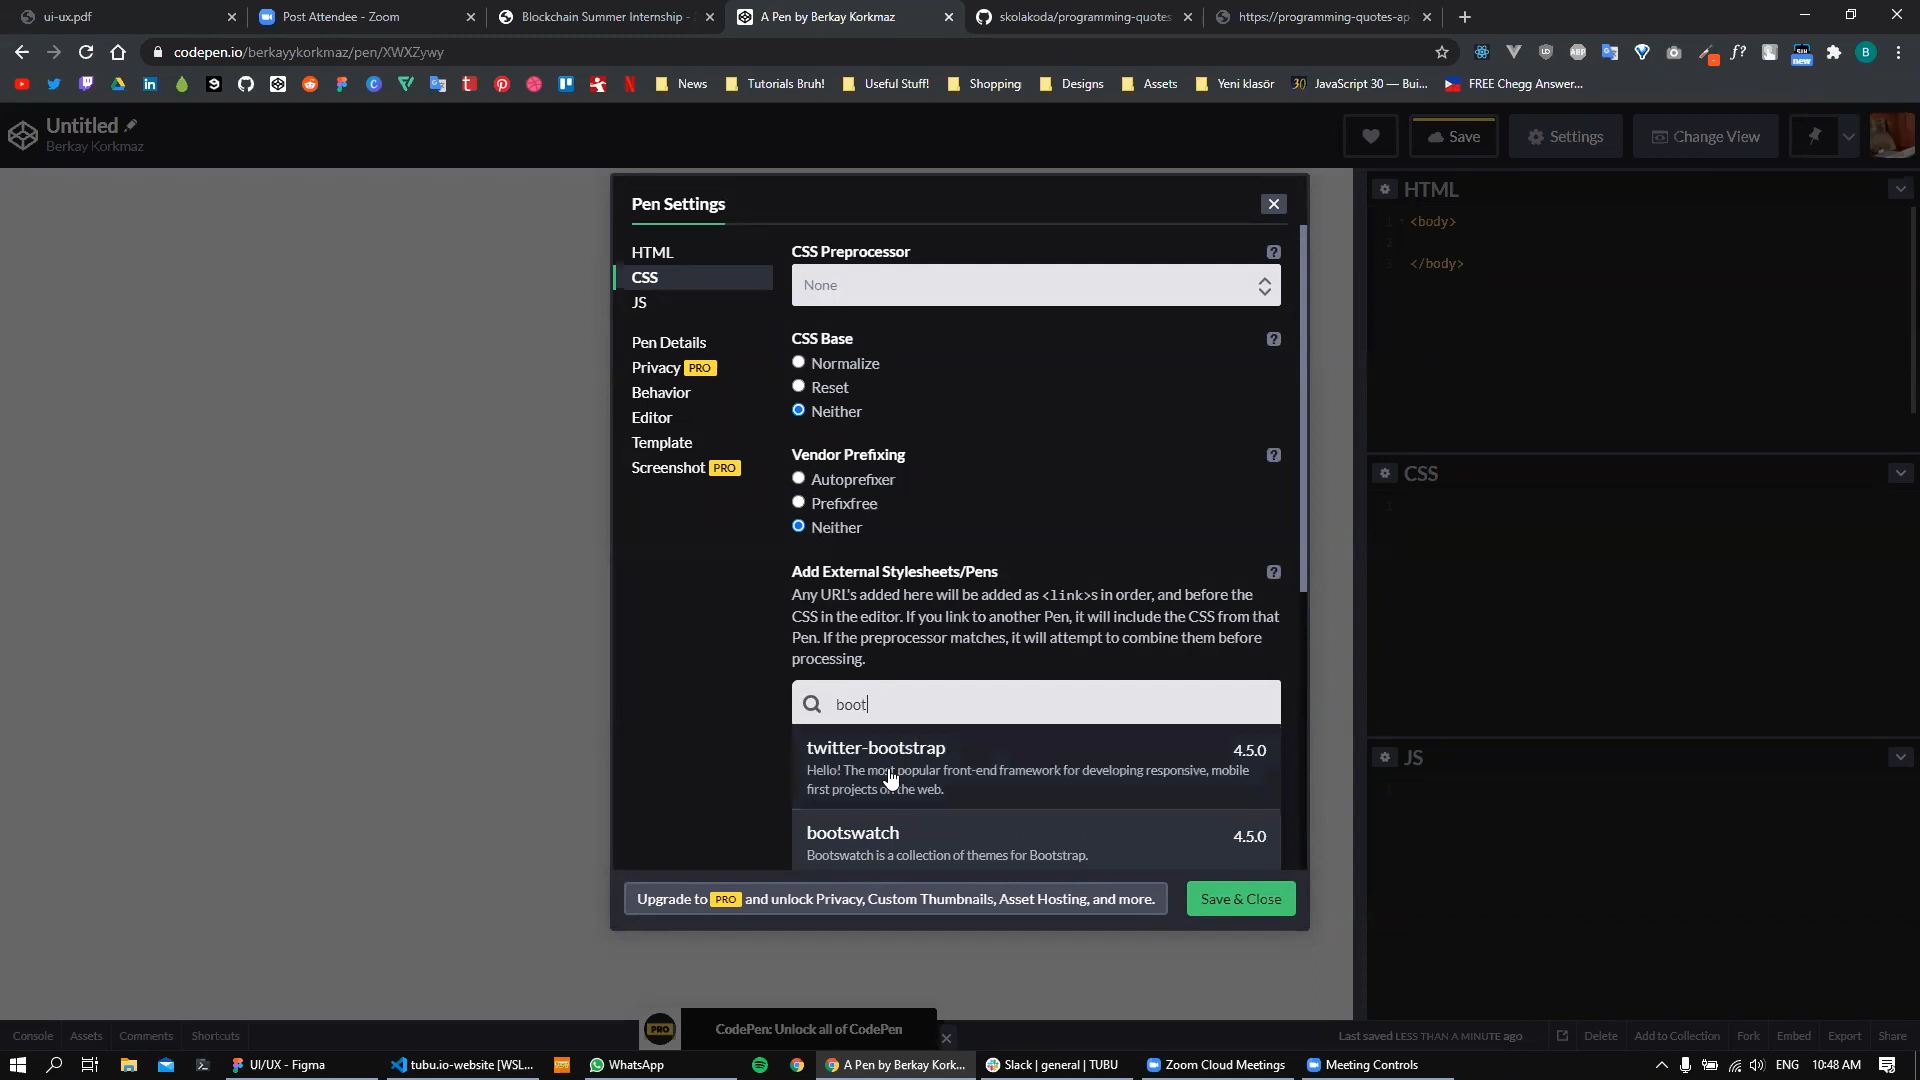 ui-ux.pdf
Post Attendee - Zoom
Blockchain Summer Internship -
A Pen by Berkay Korkmaz
skolakoda/programming-quotes
https://programming-quotes-ap
codepen.io/berkayykorkmaz/pen/XWXZywy
News
Tutorials Bruh!
Useful Stuff!
Shopping
Designs
Assets
Yeni klasör
JavaScript 30 — Bui...
FREE Chegg Answer...
Untitled
Berkay Korkmaz
Save
Settings
Change View
Pen Settings
HTML
CSS
JS
Pen Details
Privacy PRO
Behavior
Editor
Template
Screenshot PRO
CSS Preprocessor
None
CSS Base
Normalize
Reset
Neither
Vendor Prefixing
Autoprefixer
Prefixfree
Neither
Add External Stylesheets/Pens
Any URL's added here will be added as <link>s in order, and before the
CSS in the editor. If you link to another Pen, it will include the CSS from that
Pen. If the preprocessor matches, it will attempt to combine them before
processing.
boot
twitter-bootstrap 4.5.0
Hello! The most popular front-end framework for developing responsive, mobile
first projects on the web.
bootswatch 4.5.0
Bootswatch is a collection of themes for Bootstrap.
Upgrade to PRO and unlock Privacy, Custom Thumbnails, Asset Hosting, and more.
Save & Close
HTML
1 <body>
2
3 </body>
CSS
1
JS
1
PRO CodePen: Unlock all of CodePen
Console
Assets
Comments
Shortcuts
Last saved LESS THAN A MINUTE ago
Delete
Add to Collection
Fork
Embed
Export
Share
UI/UX - Figma
tubu.io-website [WSL...
WhatsApp
A Pen by Berkay Kork...
Slack | general | TUBU
Zoom Cloud Meetings
Meeting Controls
ENG
10:48 AM